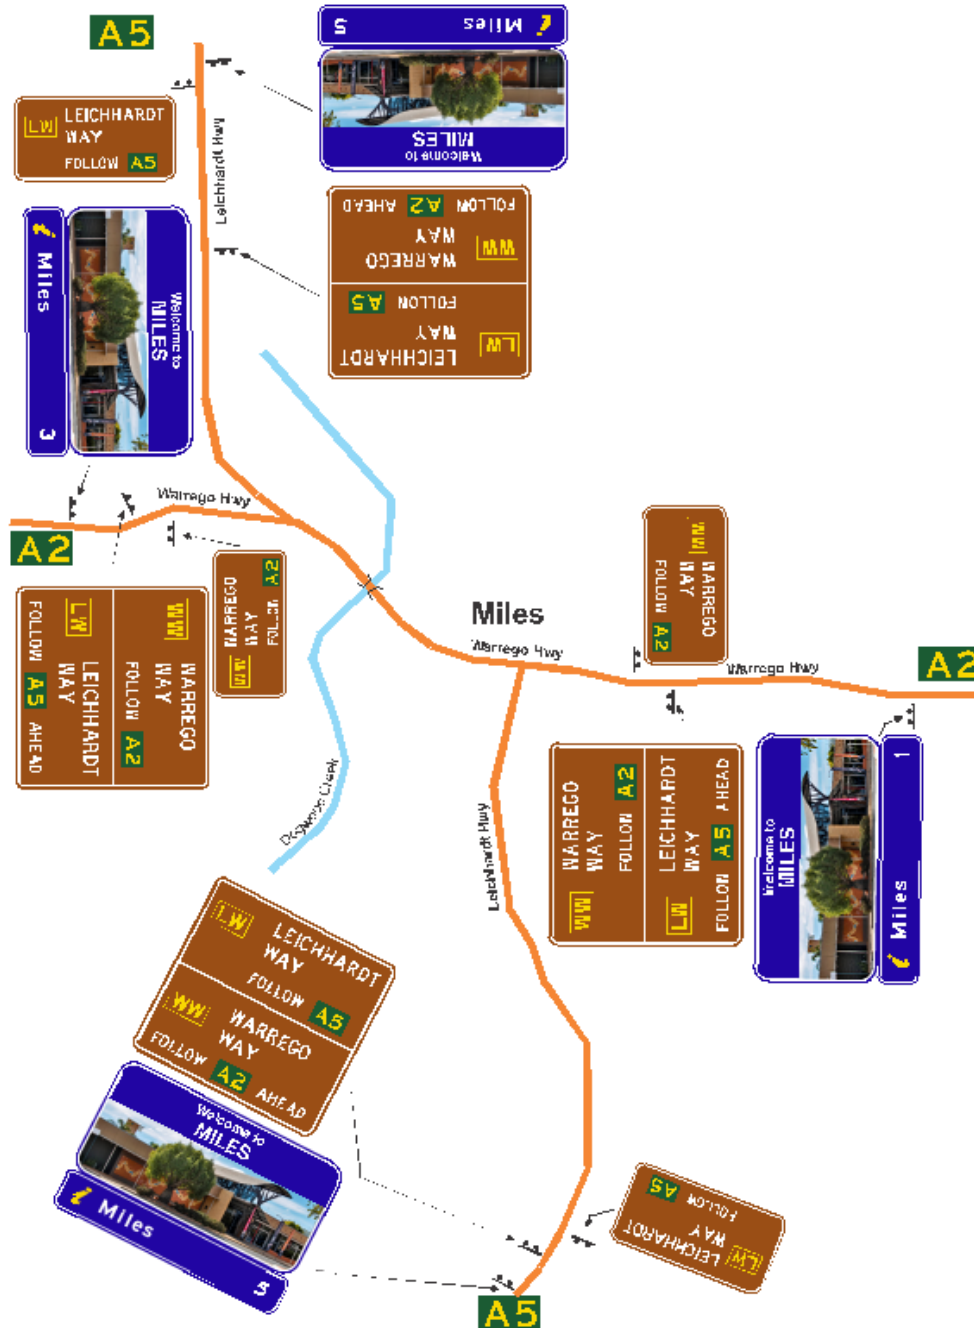 A5
Miles 5
Welcome to
MILES
LW LEICHHARDT
WAY
FOLLOW A5
Leichhardt Hwy
WW WARREGO
WAY
FOLLOW A2 AHEAD
LW LEICHHARDT
WAY
FOLLOW A5
Welcome to
MILES
Miles 3
Warrego Hwy
A2
WW WARREGO
WAY
FOLLOW A2
LW LEICHHARDT
WAY
FOLLOW A5 AHEAD
WW WARREGO
WAY
FOLLOW A2
Miles
Warrego Hwy
WW WARREGO
WAY
FOLLOW A2
Warrego Hwy
A2
Dogwood Creek
Leichhardt Hwy
WW WARREGO
WAY
FOLLOW A2
LW LEICHHARDT
WAY
FOLLOW A5 AHEAD
Welcome to
MILES
Miles 1
LW LEICHHARDT
WAY
FOLLOW A5
WW WARREGO
WAY
FOLLOW A2 AHEAD
Welcome to
MILES
Miles 5
LW LEICHHARDT
WAY
FOLLOW A5
A5